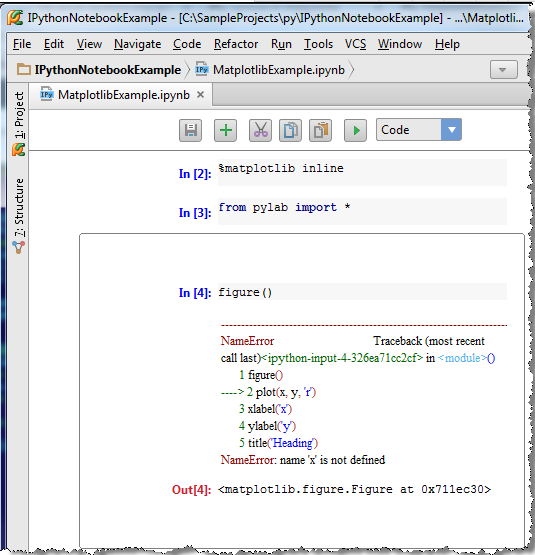 IPythonNotebookExample - [C:\SampleProjects\py\IPythonNotebookExample] - ...\Matplotli...
File Edit View Navigate Code Refactor Run Tools VCS Window Help
IPythonNotebookExample MatplotlibExample.ipynb
1: Project
7: Structure
MatplotlibExample.ipynb
Code
In [2]: %matplotlib inline
In [3]: from pylab import *
In [4]: figure()
--------------------------------------------------------------------------
NameError Traceback (most recent
call last)<ipython-input-4-326ea71cc2cf> in <module>()
1 figure()
----> 2 plot(x, y, 'r')
3 xlabel('x')
4 ylabel('y')
5 title('Heading')
NameError: name 'x' is not defined
Out[4]: <matplotlib.figure.Figure at 0x711ec30>